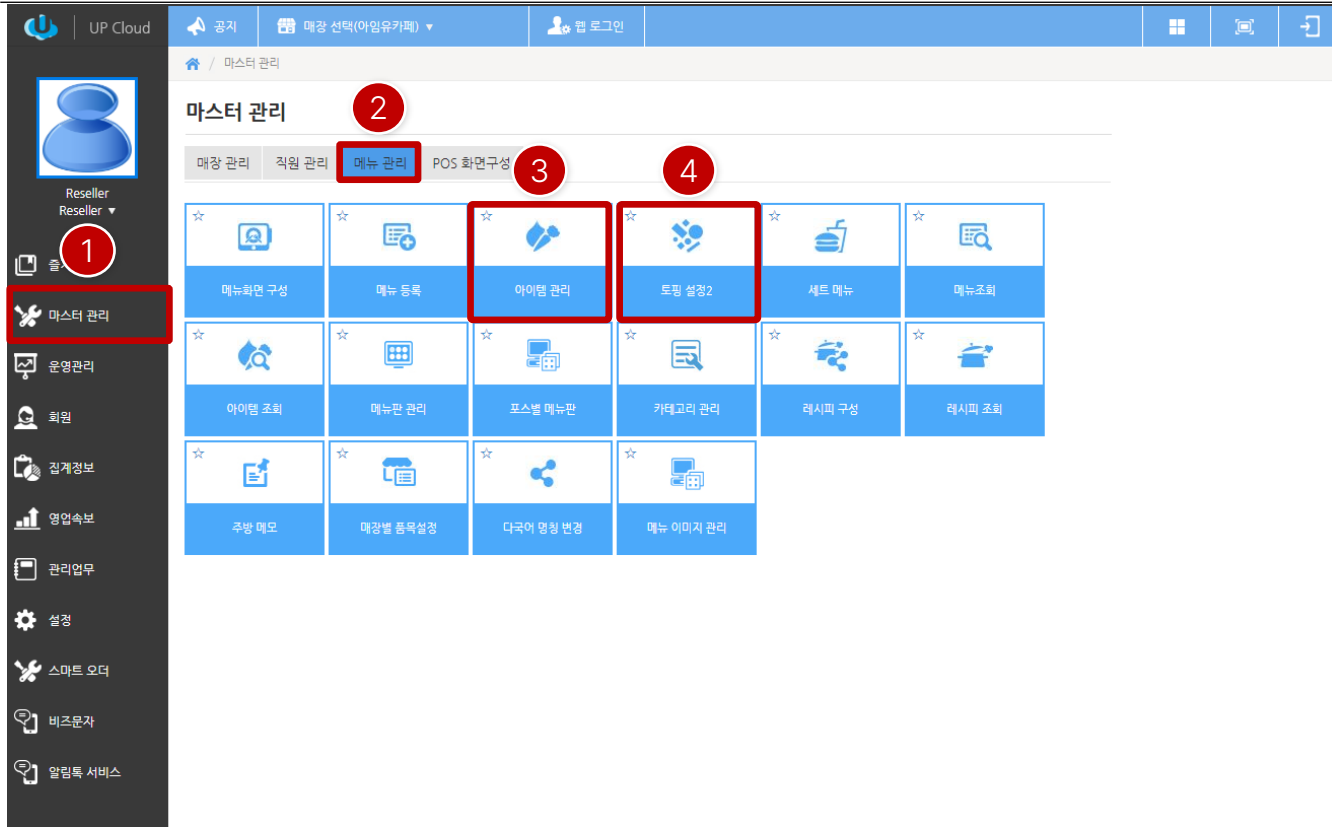 UP Cloud
공지
매장 선택(아임유카페) ▼
웹 로그인
/ 마스터 관리
마스터 관리
2
매장 관리
직원 관리
메뉴 관리
POS 화면구성
3
4
Reseller
Reseller ▼
1
마스터 관리
운영관리
회원
집계정보
영업속보
관리업무
설정
스마트 오더
비즈문자
알림톡 서비스
메뉴화면 구성
메뉴 등록
아이템 관리
토핑 설정2
세트 메뉴
메뉴조회
아이템 조회
메뉴판 관리
포스별 메뉴판
카테고리 관리
레시피 구성
레시피 조회
주방 메모
매장별 품목설정
다국어 명칭 변경
메뉴 이미지 관리